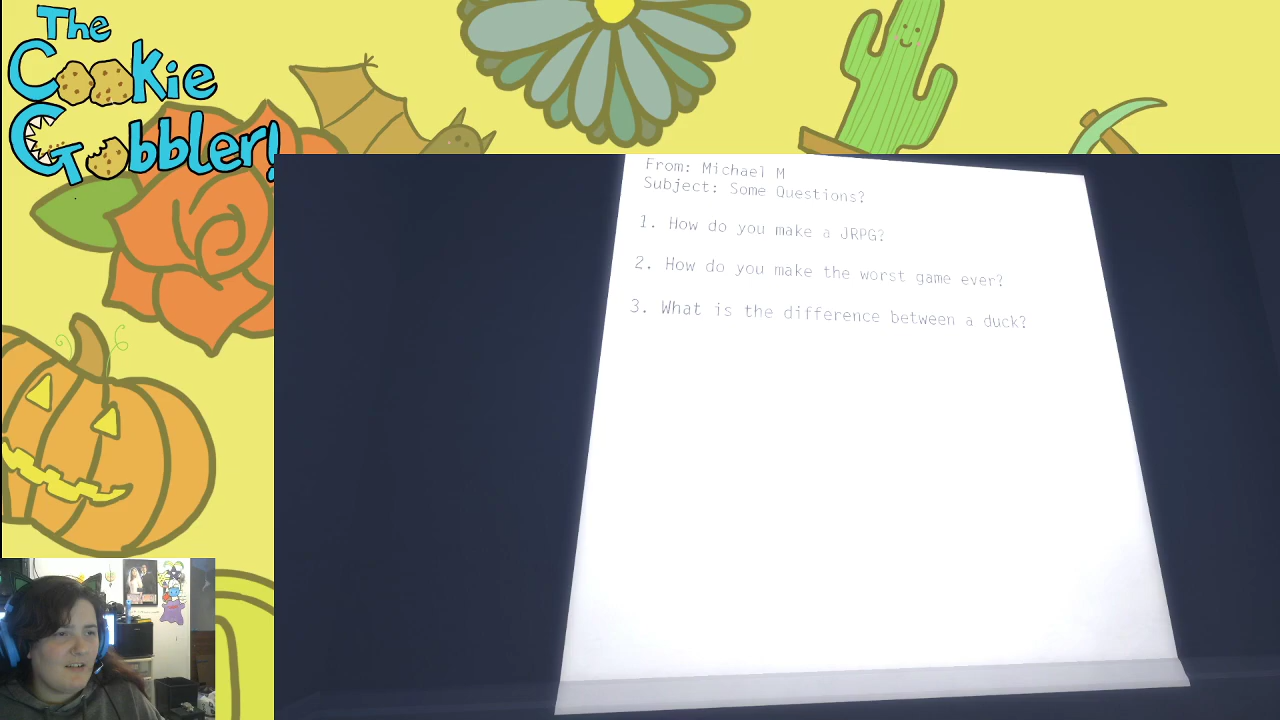 The
Cookie
Gobbler!
From: Michael M
Subject: Some Questions?
1. How do you make a JRPG?
2. How do you make the worst game ever?
3. What is the difference between a duck?